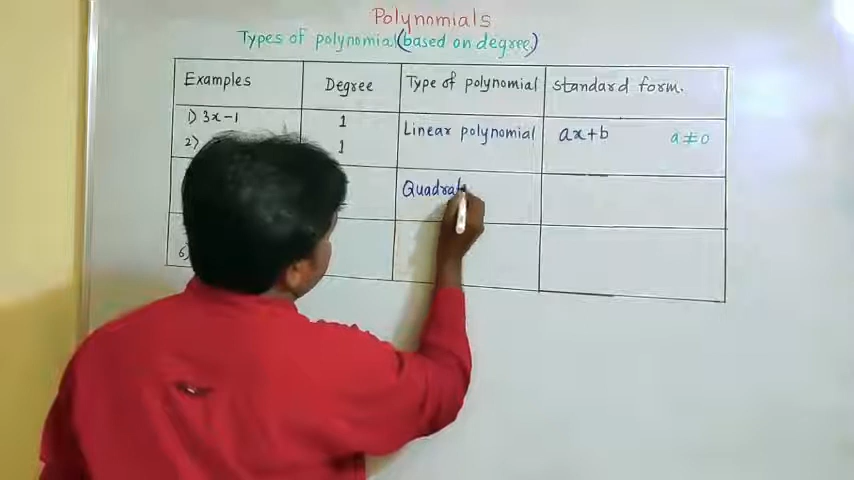 Polynomials
Types of polynomial (based on degree)
Examples Degree Type of polynomial standard form.
1) 3x-1 1 Linear polynomial ax+b a≠0
2) 1
Quadrat
6)